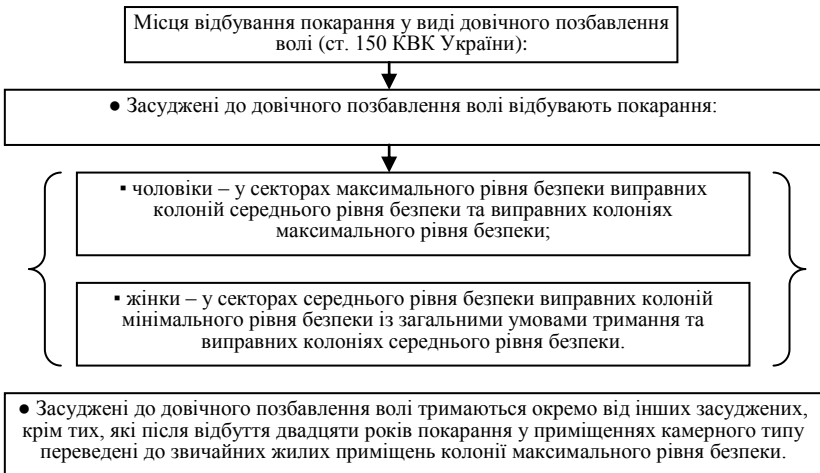 Місця відбування покарання у виді довічного позбавлення
волі (ст. 150 КВК України):
● Засуджені до довічного позбавлення волі відбувають покарання:
▪ чоловіки – у секторах максимального рівня безпеки виправних
колоній середнього рівня безпеки та виправних колоніях
максимального рівня безпеки;
▪ жінки – у секторах середнього рівня безпеки виправних колоній
мінімального рівня безпеки із загальними умовами тримання та
виправних колоніях середнього рівня безпеки.
● Засуджені до довічного позбавлення волі тримаються окремо від інших засуджених,
крім тих, які після відбуття двадцяти років покарання у приміщеннях камерного типу
переведені до звичайних жилих приміщень колонії максимального рівня безпеки.